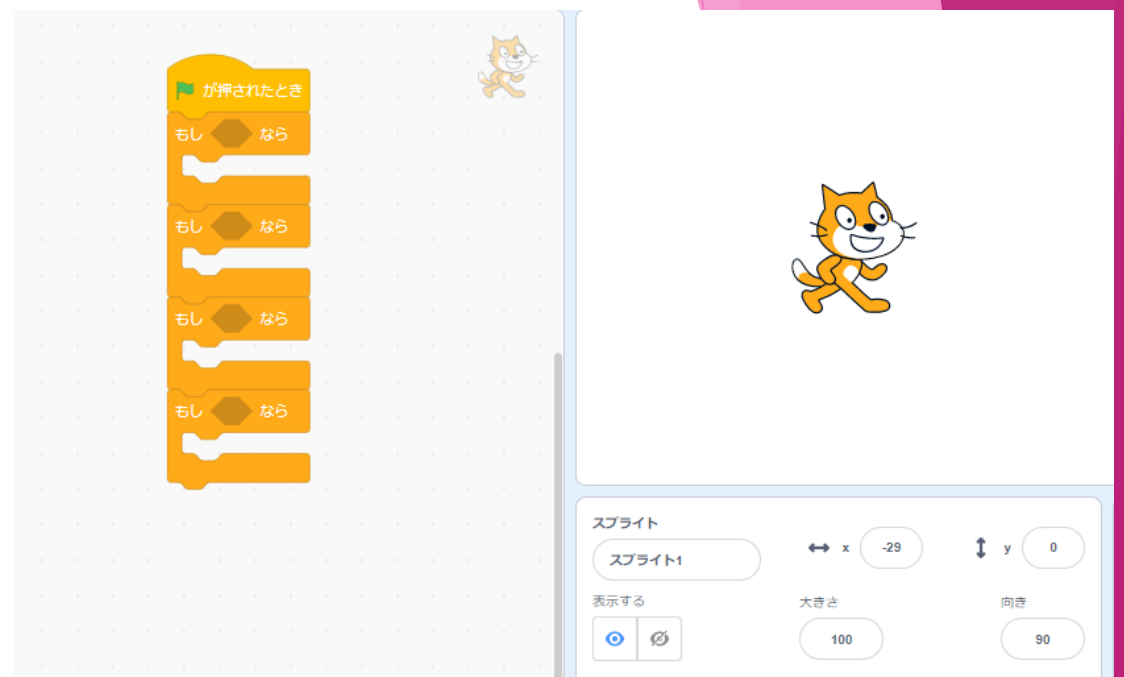 が押されたとき
もし なら
もし なら
もし なら
もし なら
スプライト
スプライト1
x -29
y 0
表示する
大きさ
向き
100
90